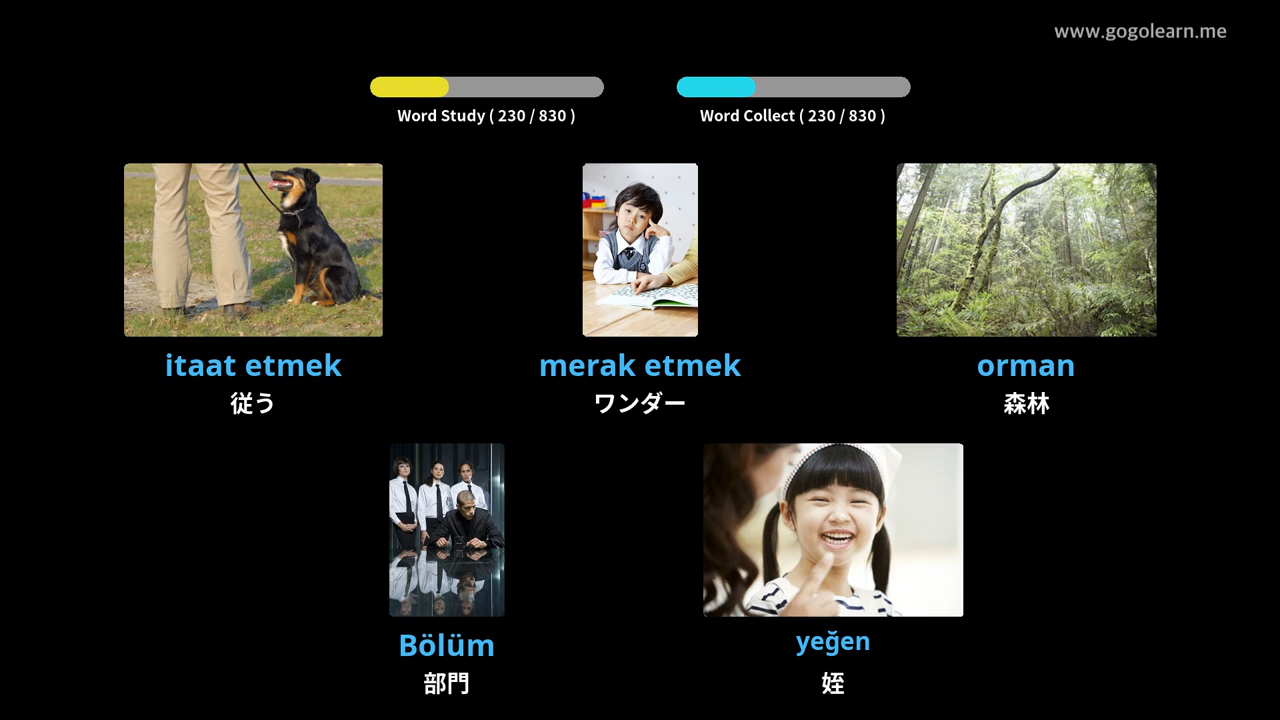 www.gogolearn.me
Word Study ( 230 / 830 )
Word Collect ( 230 / 830 )
itaat etmek
従う
merak etmek
ワンダー
orman
森林
Bölüm
部門
yeğen
姪